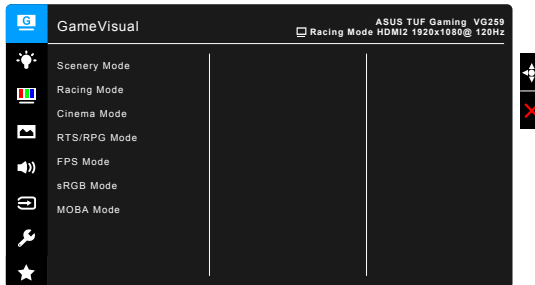 G
GameVisual
ASUS TUF Gaming VG259
Racing Mode HDMI2 1920x1080@ 120Hz
Scenery Mode
Racing Mode
Cinema Mode
RTS/RPG Mode
FPS Mode
sRGB Mode
MOBA Mode